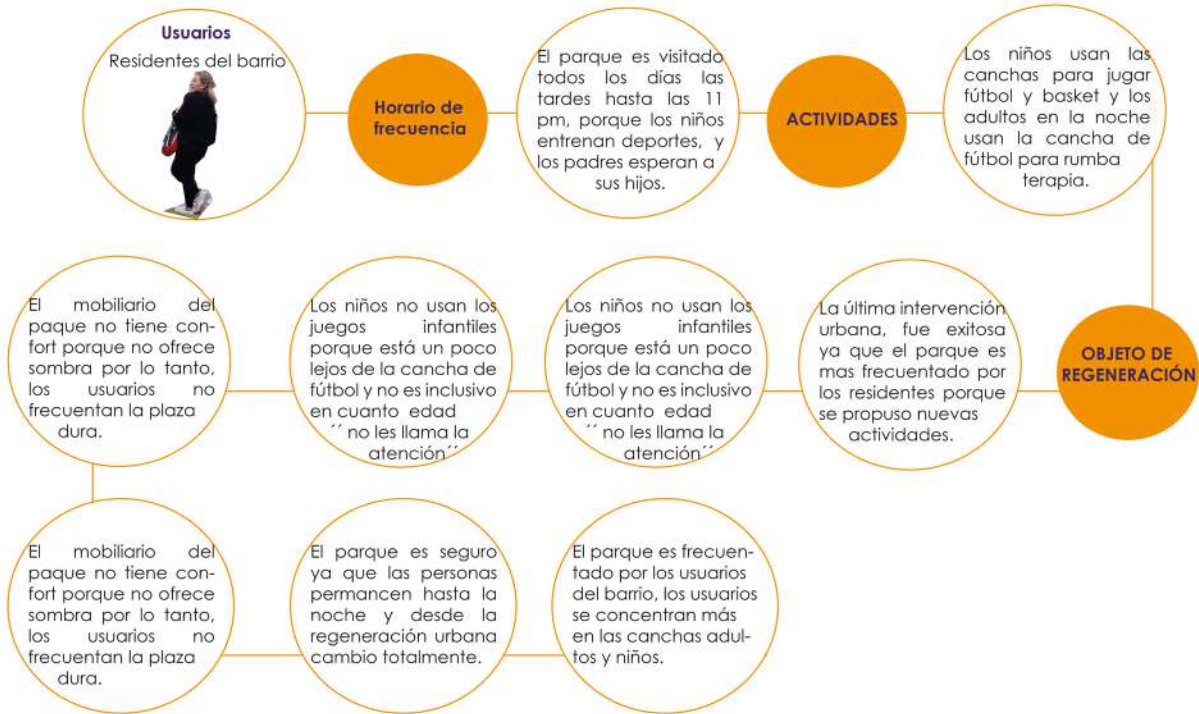 Usuarios
Residentes del barrio
Horario de
frecuencia
El parque es visitado
todos los días las
tardes hasta las 11
pm, porque los niños
entrenan deportes, y
los padres esperan a
sus hijos.
ACTIVIDADES
Los niños usan las
canchas para jugar
fútbol y basket y los
adultos en la noche
usan la cancha de
fútbol para rumba
terapia.
OBJETO DE
REGENERACIÓN
La última intervención
urbana, fue exitosa
ya que el parque es
mas frecuentado por
los residentes porque
se propuso nuevas
actividades.
Los niños no usan los
juegos infantiles
porque está un poco
lejos de la cancha de
fútbol y no es inclusivo
en cuanto edad
´´ no les llama la
atención´´
Los niños no usan los
juegos infantiles
porque está un poco
lejos de la cancha de
fútbol y no es inclusivo
en cuanto edad
´´ no les llama la
atención´´
El mobiliario del
paque no tiene con-
fort porque no ofrece
sombra por lo tanto,
los usuarios no
frecuentan la plaza
dura.
El mobiliario del
paque no tiene con-
fort porque no ofrece
sombra por lo tanto,
los usuarios no
frecuentan la plaza
dura.
El parque es seguro
ya que las personas
permancen hasta la
noche y desde la
regeneración urbana
cambio totalmente.
El parque es frecuen-
tado por los usuarios
del barrio, los usuarios
se concentran más
en las canchas adul-
tos y niños.